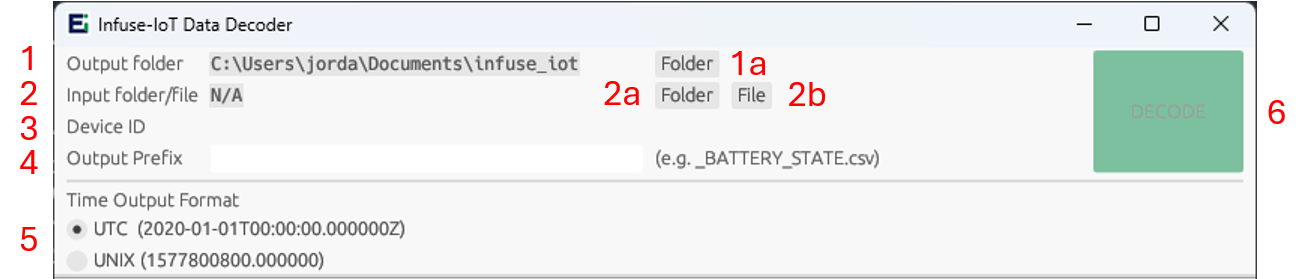 Infuse-IoT Data Decoder
1 Output folder C:\Users\jorda\Documents\infuse_iot Folder 1a
2 Input folder/file N/A 2a Folder File 2b
DECODE 6
3 Device ID
4 Output Prefix (e.g. _BATTERY_STATE.csv)
Time Output Format
5 UTC (2020-01-01T00:00:00.000000Z)
UNIX (1577800800.000000)